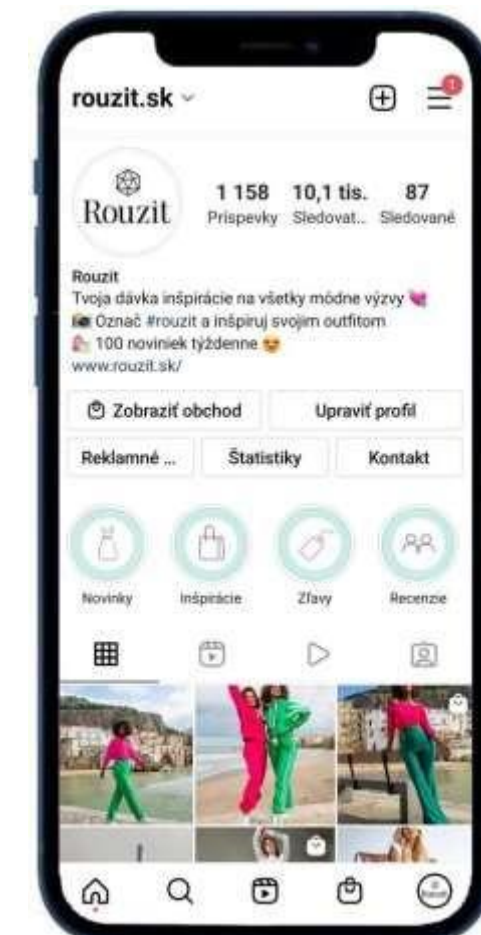 rouzit.sk
1
Rouzit
1 158 10,1 tis. 87
Príspevky Sledovat... Sledované
Rouzit
Tvoja dávka inšpirácie na všetky módne výzvy
Označ #rouzit a inšpiruj svojim outfitom
100 noviniek týždenne
www.rouzit.sk/
Zobraziť obchod Upraviť profil
Reklamné ... Štatistiky Kontakt
Novinky Inšpirácie Zľavy Recenzie